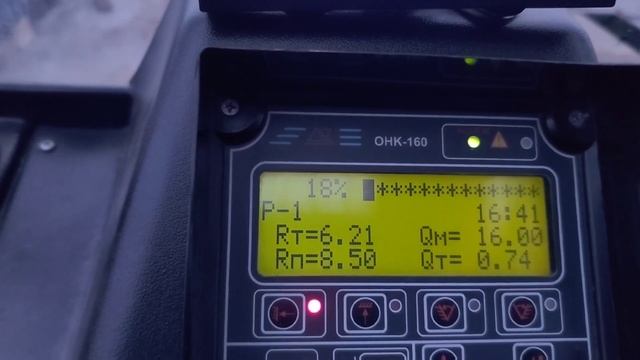 ОНК-160
18% █************
Р-1 16:41
Rт=6.21 Qм= 16.00
Rп=8.50 Qт= 0.74